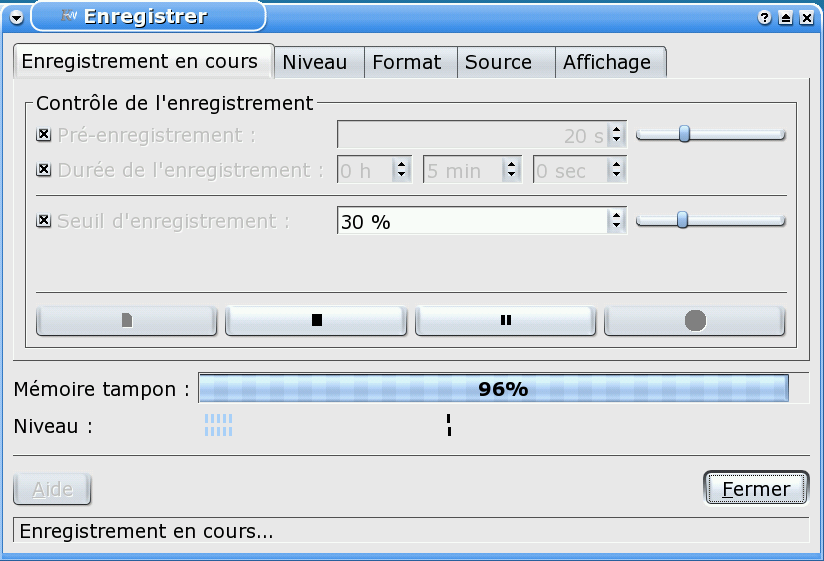 Enregistrer
Enregistrement en cours Niveau Format Source Affichage
Contrôle de l'enregistrement
Pré-enregistrement : 20 s
Durée de l'enregistrement : 0 h 5 min 0 sec
Seuil d'enregistrement : 30 %
Mémoire tampon : 96%
Niveau :
Aide Fermer
Enregistrement en cours...